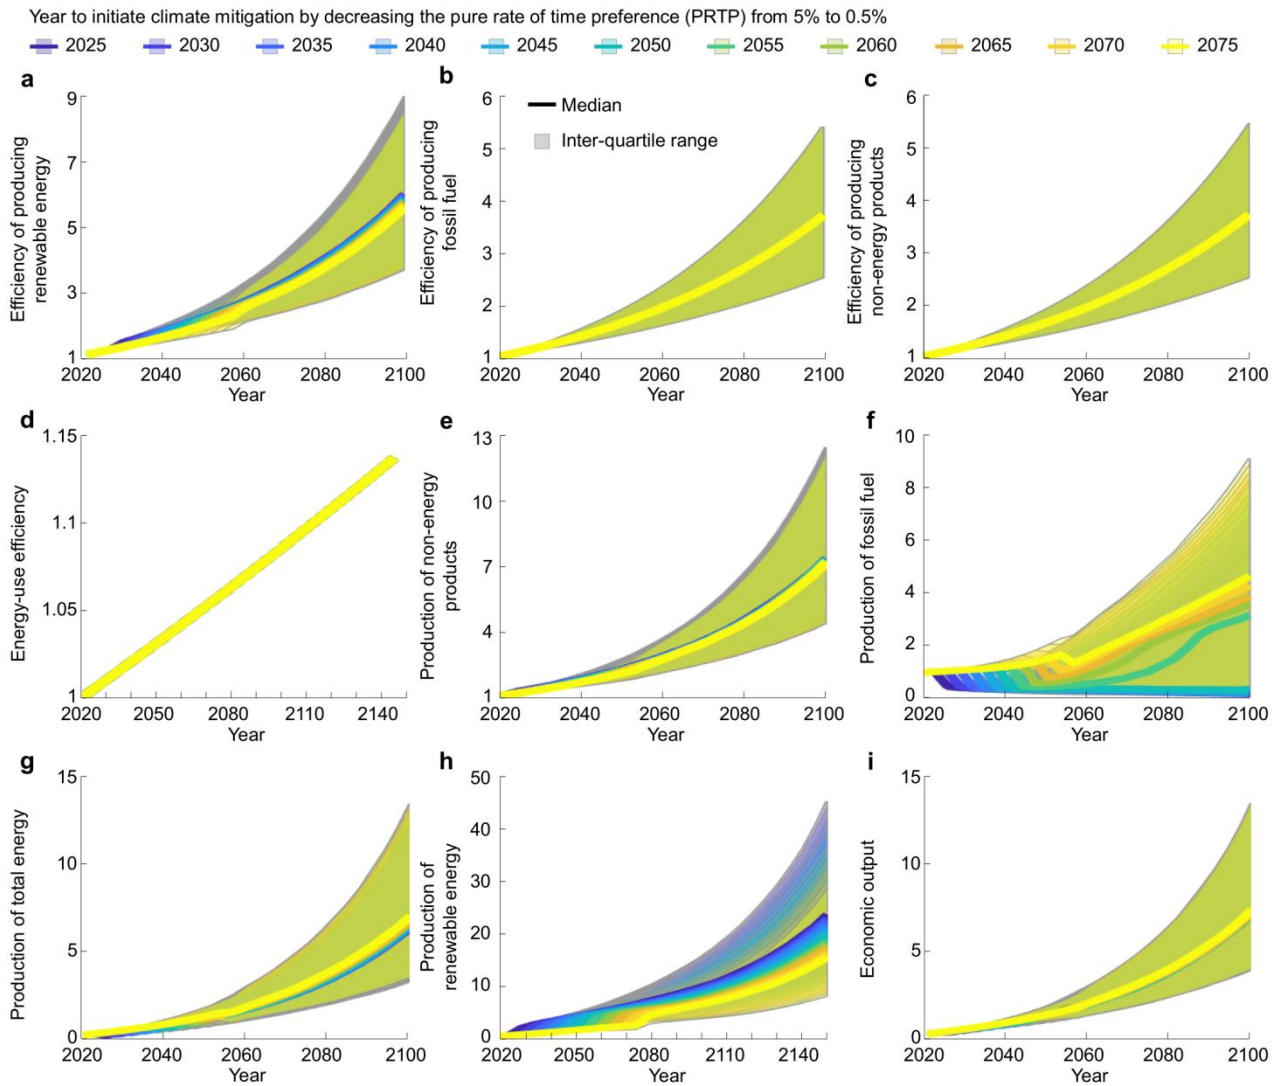 Year to initiate climate mitigation by decreasing the pure rate of time preference (PRTP) from 5% to 0.5%
2025 2030 2035 2040 2045 2050 2055 2060 2065 2070 2075
a
Efficiency of producing
renewable energy
9
7
5
3
1
2020 2040 2060 2080 2100
Year
b
Efficiency of producing
fossil fuel
6
5
4
3
2
1
Median
Inter-quartile range
2020 2040 2060 2080 2100
Year
c
Efficiency of producing
non-energy products
6
5
4
3
2
1
2020 2040 2060 2080 2100
Year
d
Energy-use efficiency
1.15
1.1
1.05
1
2020 2050 2080 2110 2140
Year
e
Production of non-energy
products
13
10
7
4
1
2020 2040 2060 2080 2100
Year
f
Production of fossil fuel
10
8
6
4
2
0
2020 2040 2060 2080 2100
Year
g
Production of total energy
15
10
5
0
2020 2040 2060 2080 2100
Year
h
Production of
renewable energy
50
40
30
20
10
0
2020 2050 2080 2110 2140
Year
i
Economic output
15
10
5
0
2020 2040 2060 2080 2100
Year